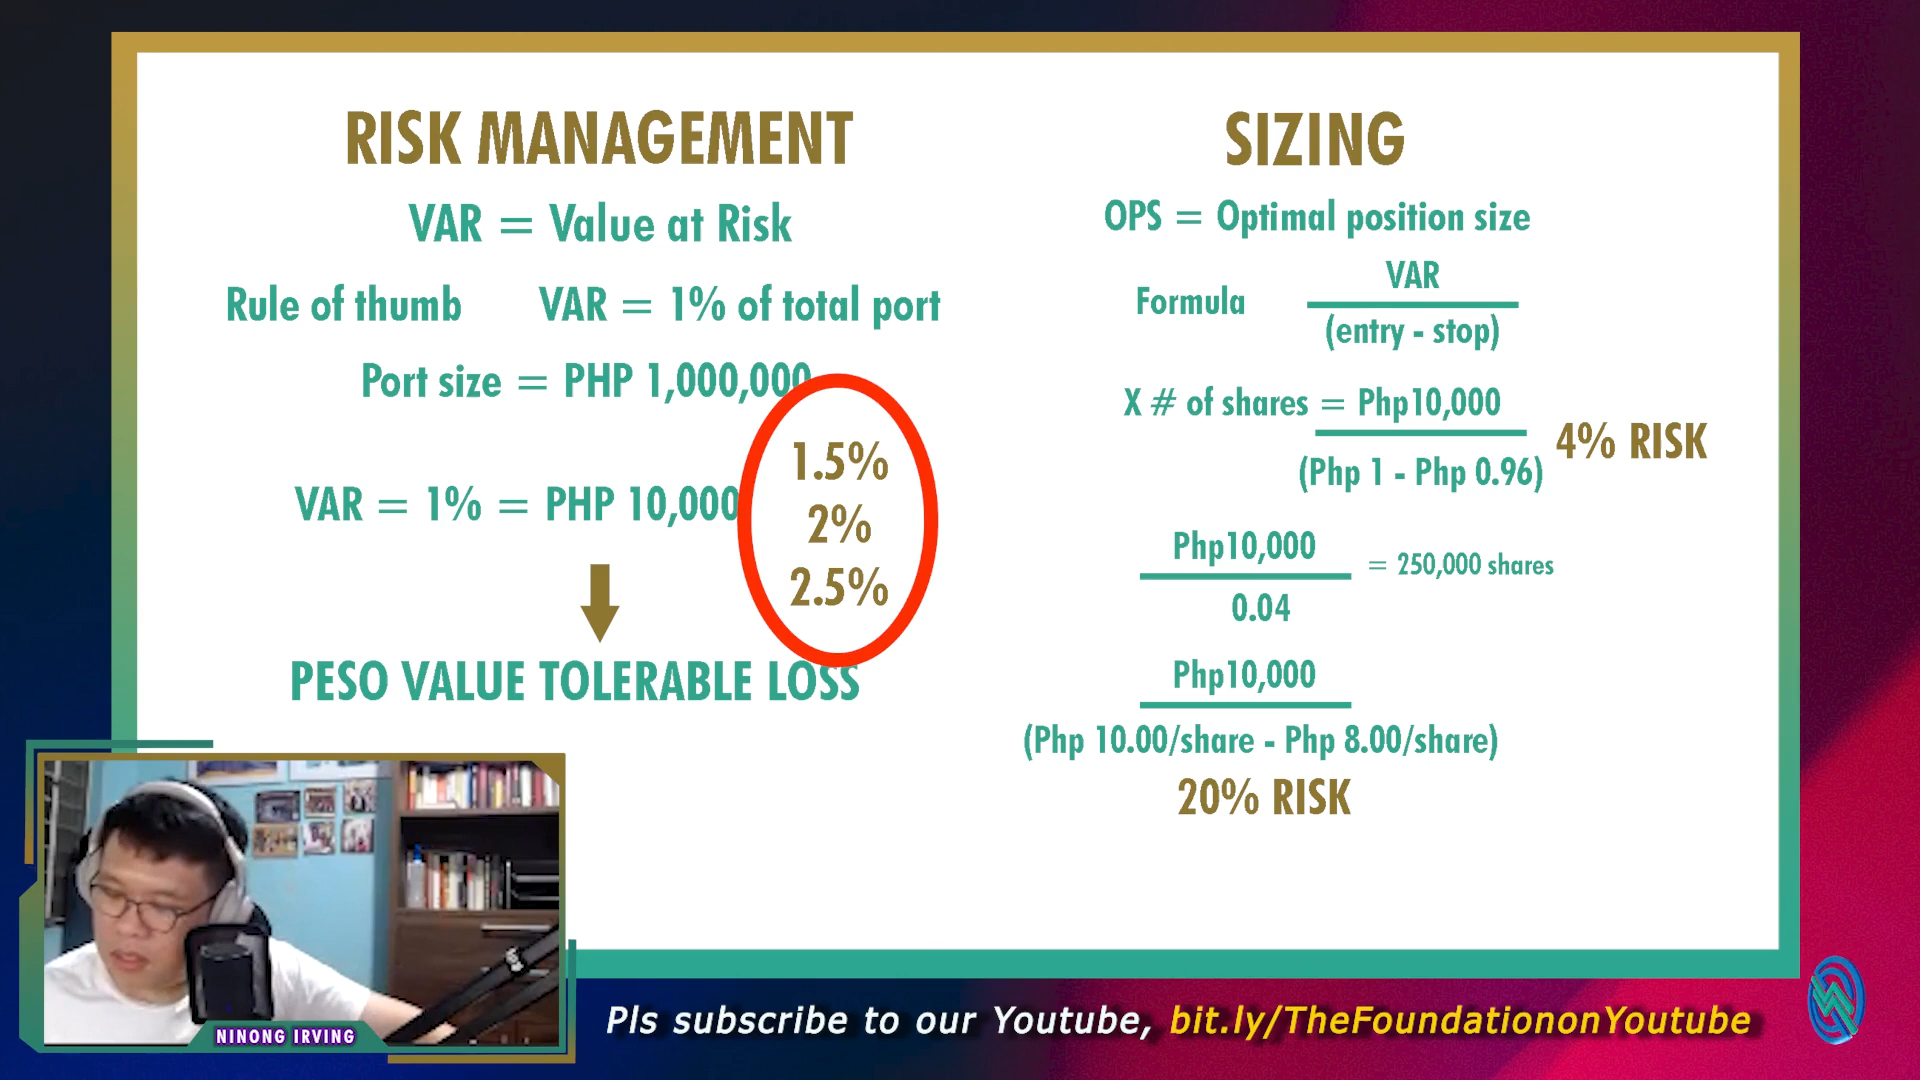 RISK MANAGEMENT
VAR = Value at Risk
Rule of thumb VAR = 1% of total port
Port size = PHP 1,000,000
VAR = 1% = PHP 10,000
1.5%
2%
2.5%
PESO VALUE TOLERABLE LOSS
SIZING
OPS = Optimal position size
Formula
VAR
(entry - stop)
X # of shares = Php10,000
(Php 1 - Php 0.96)
4% RISK
Php10,000
0.04
= 250,000 shares
Php10,000
(Php 10.00/share - Php 8.00/share)
20% RISK
NINONG IRVING
Pls subscribe to our Youtube, bit.ly/TheFoundationonYoutube